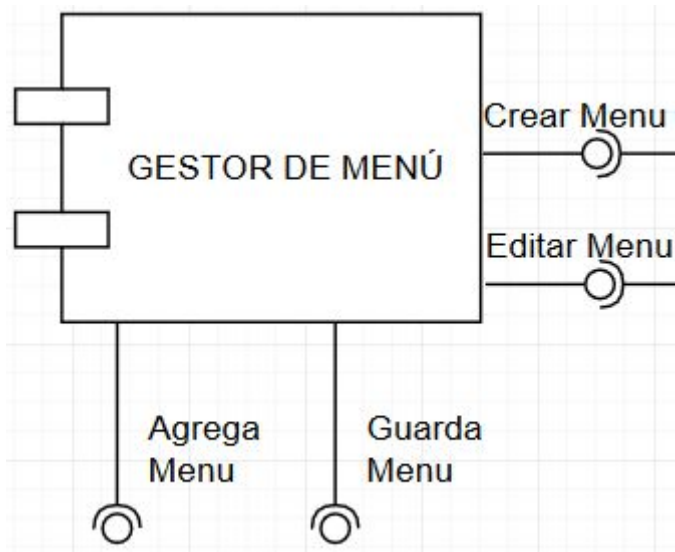 Crear Menu
GESTOR DE MENÚ
Editar Menu
Agrega
Menu
Guarda
Menu